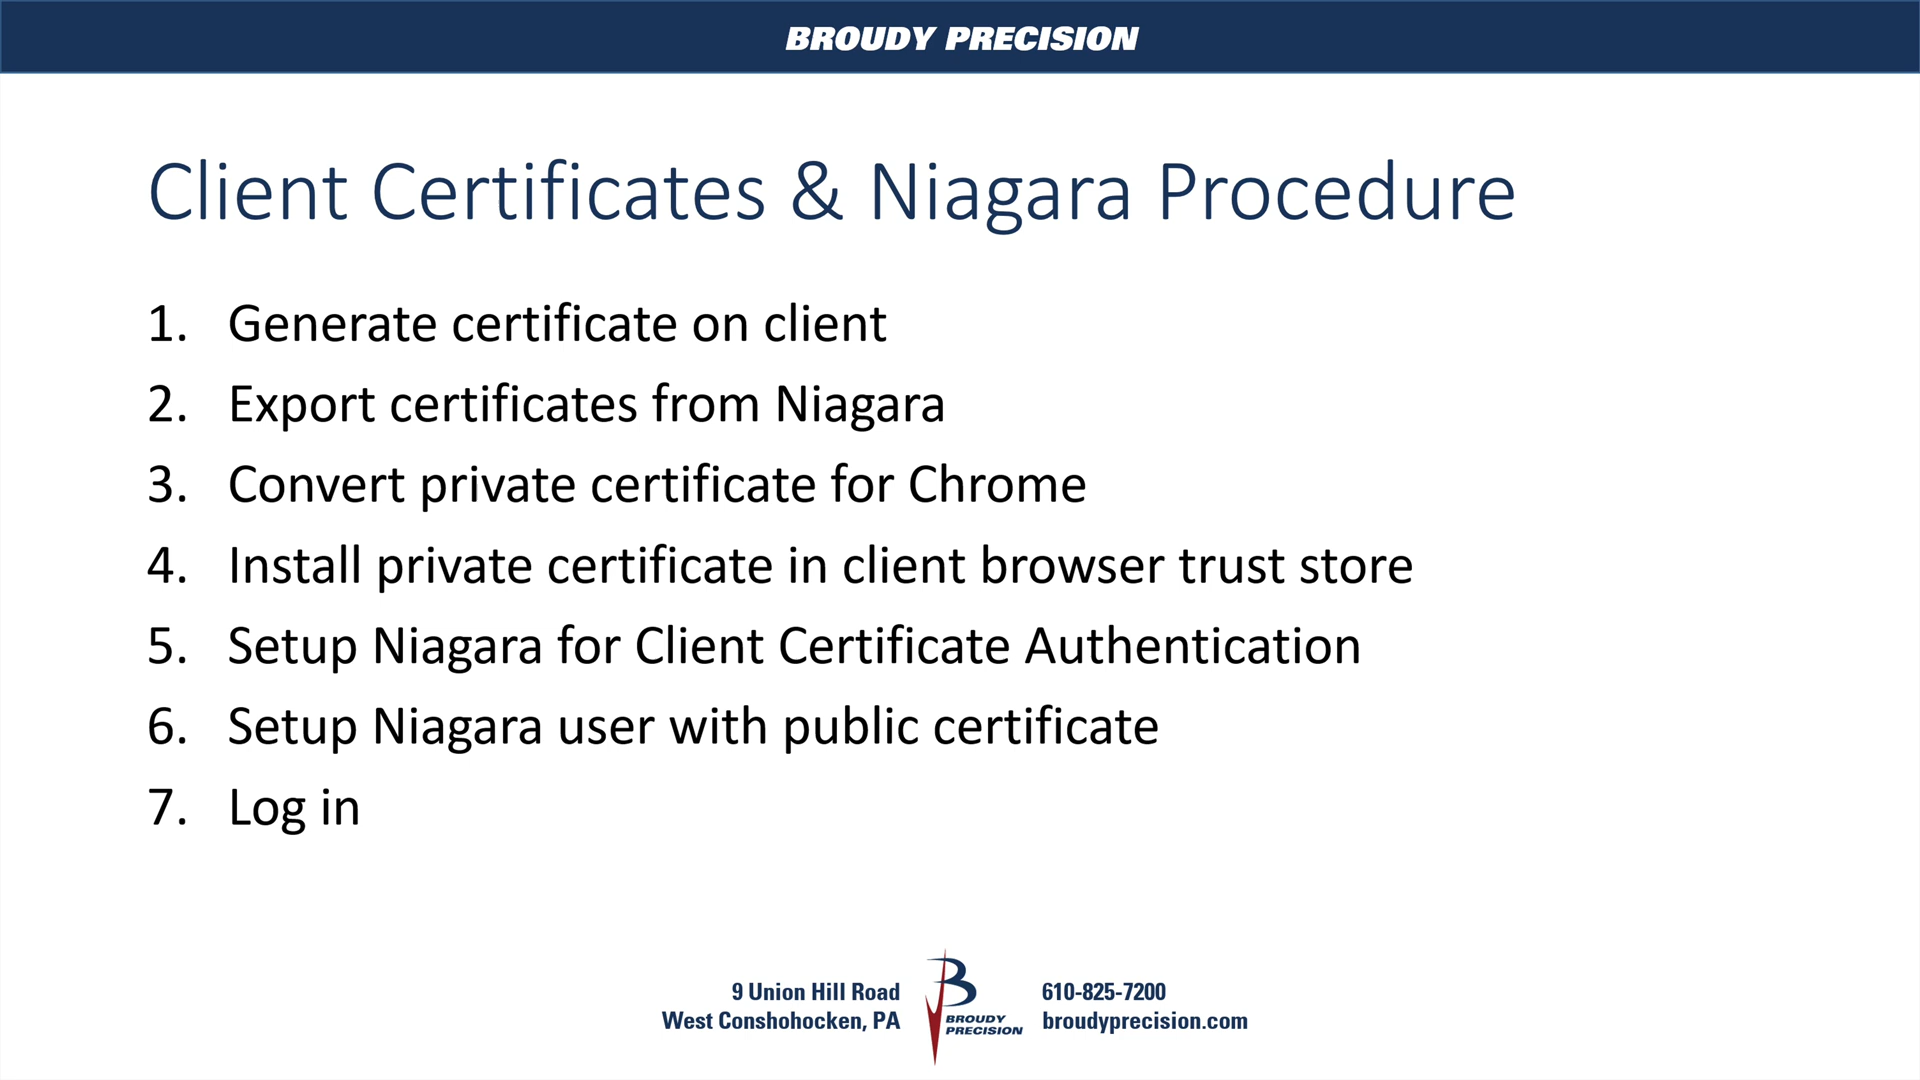 BROUDY PRECISION
Client Certificates & Niagara Procedure
1. Generate certificate on client
2. Export certificates from Niagara
3. Convert private certificate for Chrome
4. Install private certificate in client browser trust store
5. Setup Niagara for Client Certificate Authentication
6. Setup Niagara user with public certificate
7. Log in
9 Union Hill Road
West Conshohocken, PA
B
BROUDY
PRECISION
610-825-7200
broudyprecision.com